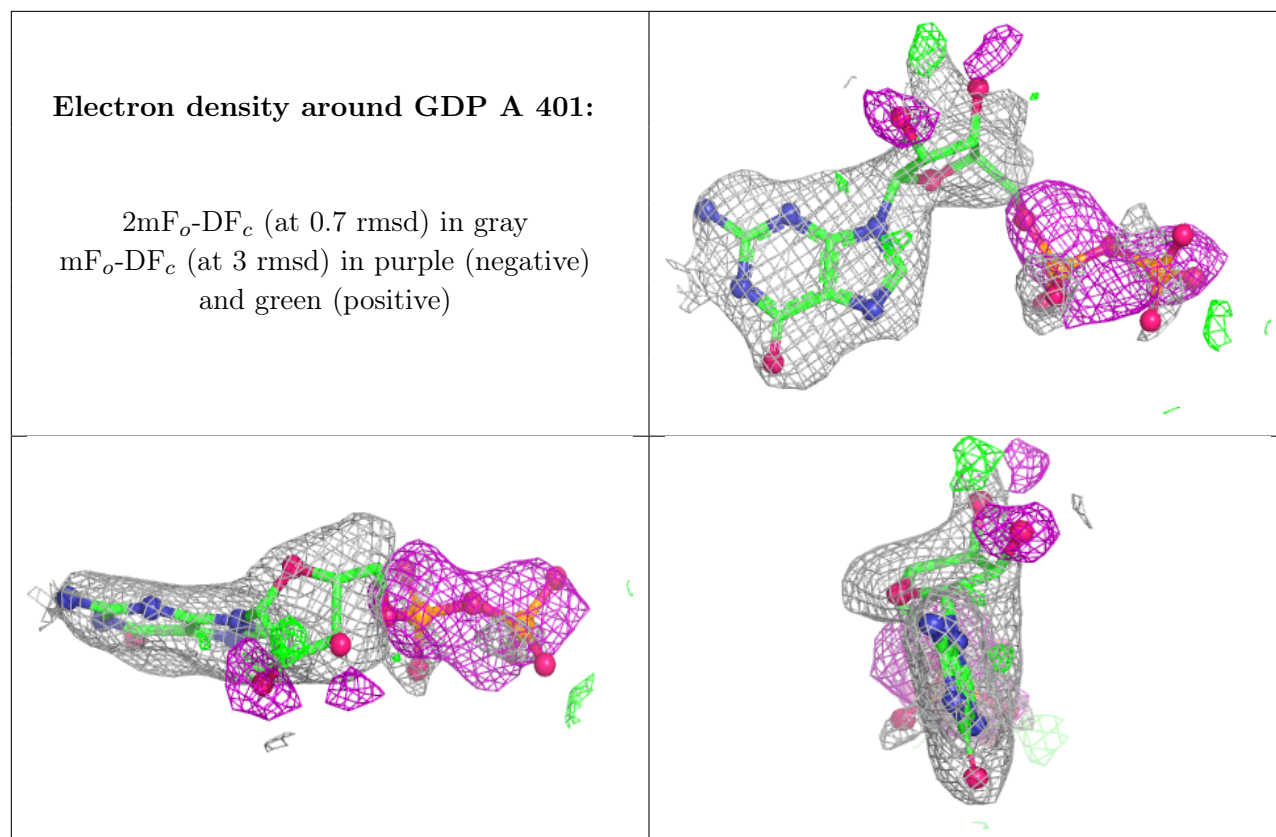 Electron density around GDP A 401:
2mFo-DFc (at 0.7 rmsd) in gray
mFo-DFc (at 3 rmsd) in purple (negative)
and green (positive)